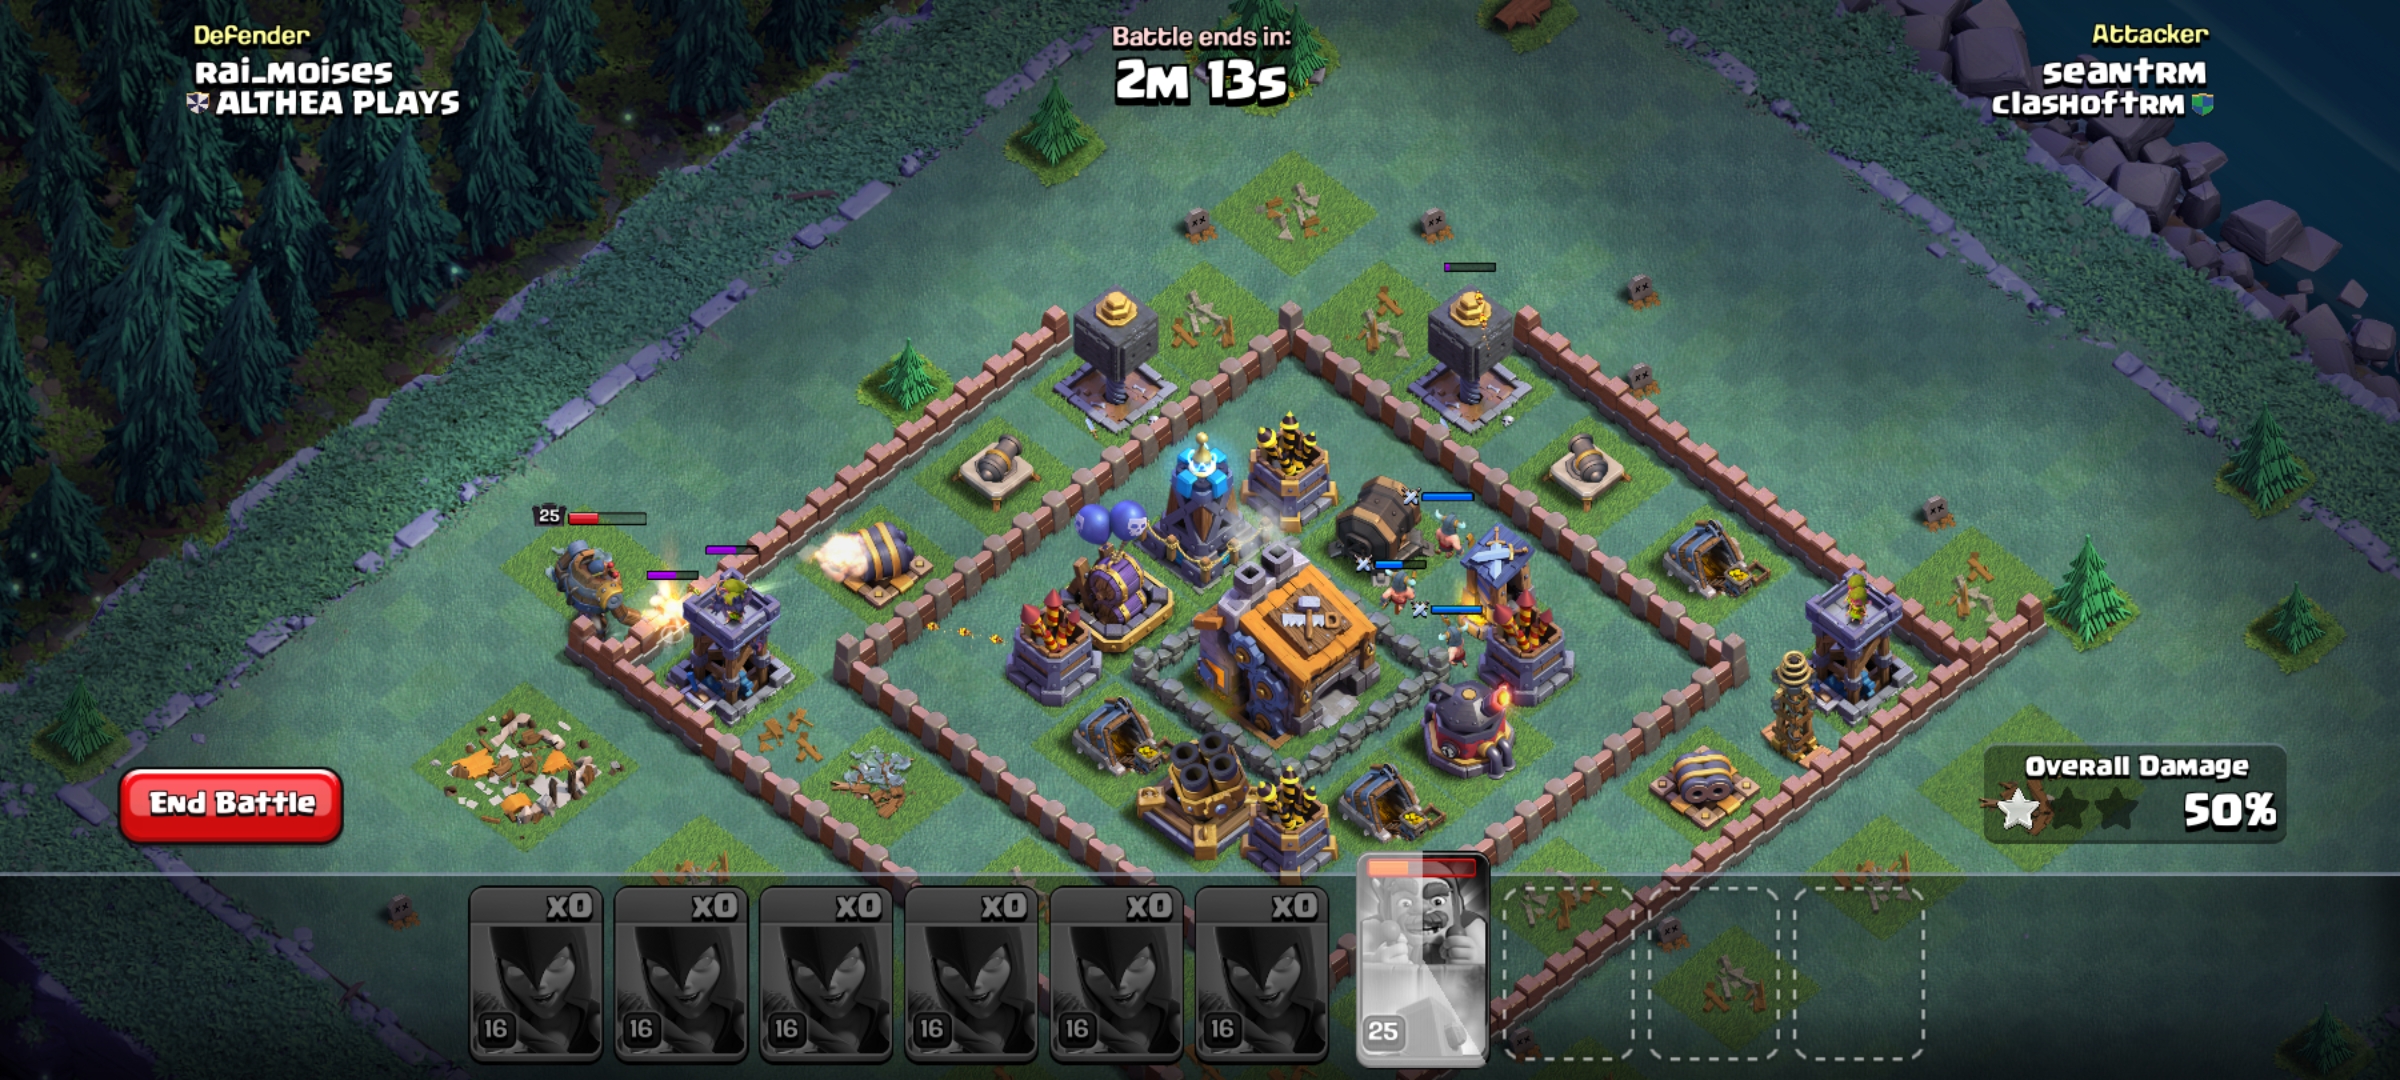 Defender
Rai_Moises
ALTHEA PLAYS
Battle ends in:
2M 13s
Attacker
seantRM
clashoftRM
25
End Battle
Overall Damage
50%
x0
x0
x0
x0
x0
x0
16
16
16
16
16
16
25